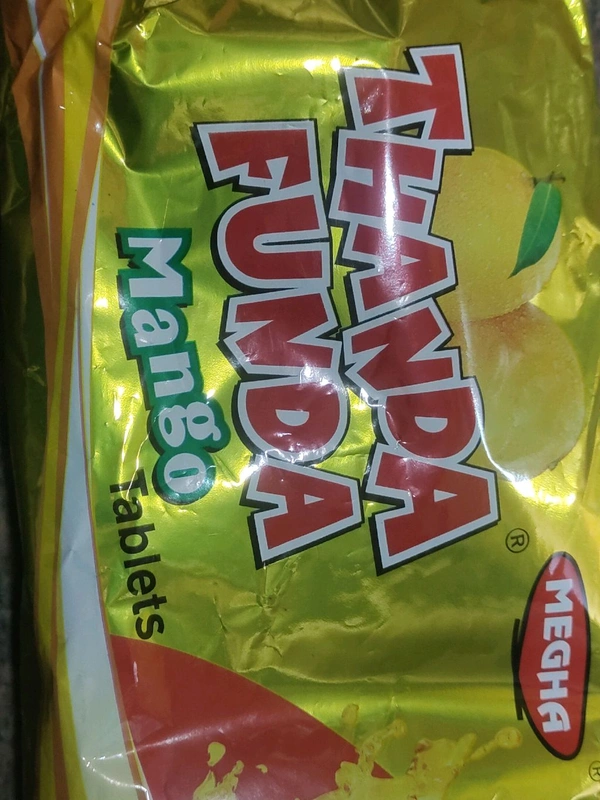 MEGHA ®
THANDA ®
FUNDA
Mango
Tablets